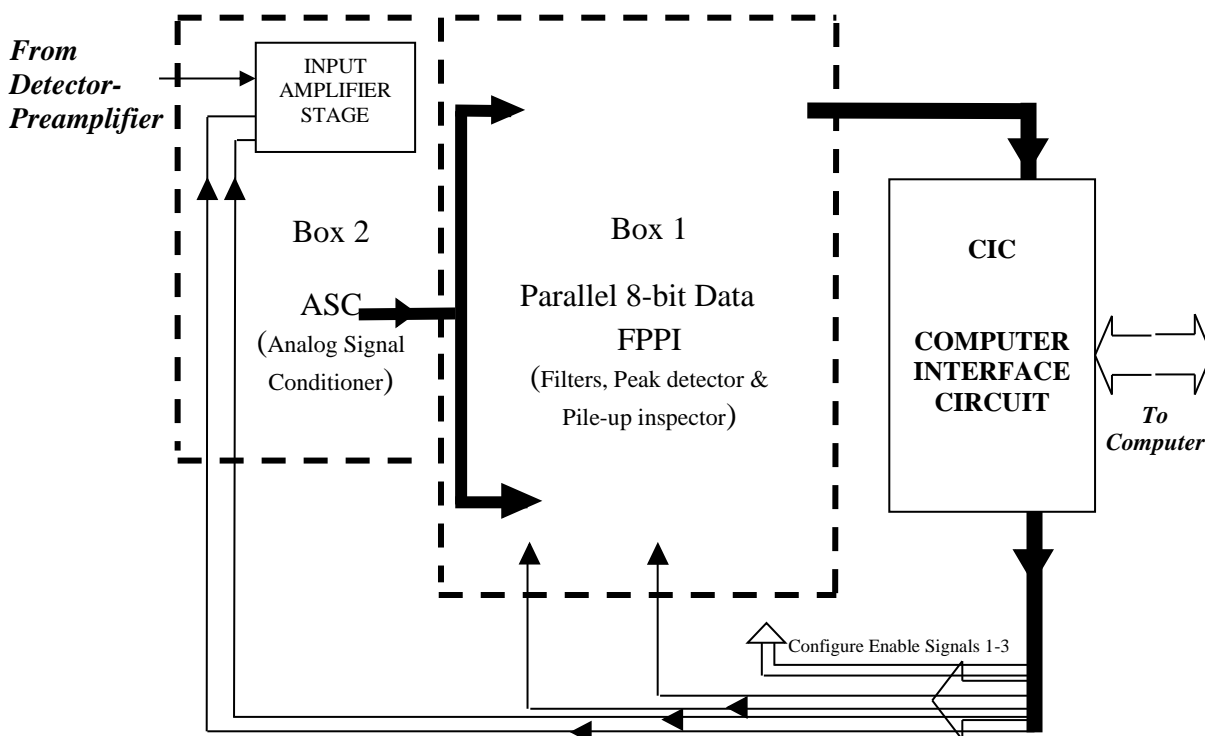 From
Detector-
Preamplifier
INPUT
AMPLIFIER
STAGE
Box 2
ASC
(Analog Signal
Conditioner)
Box 1
Parallel 8-bit Data
FPPI
(Filters, Peak detector &
Pile-up inspector)
CIC
COMPUTER
INTERFACE
CIRCUIT
To
Computer
Configure Enable Signals 1-3